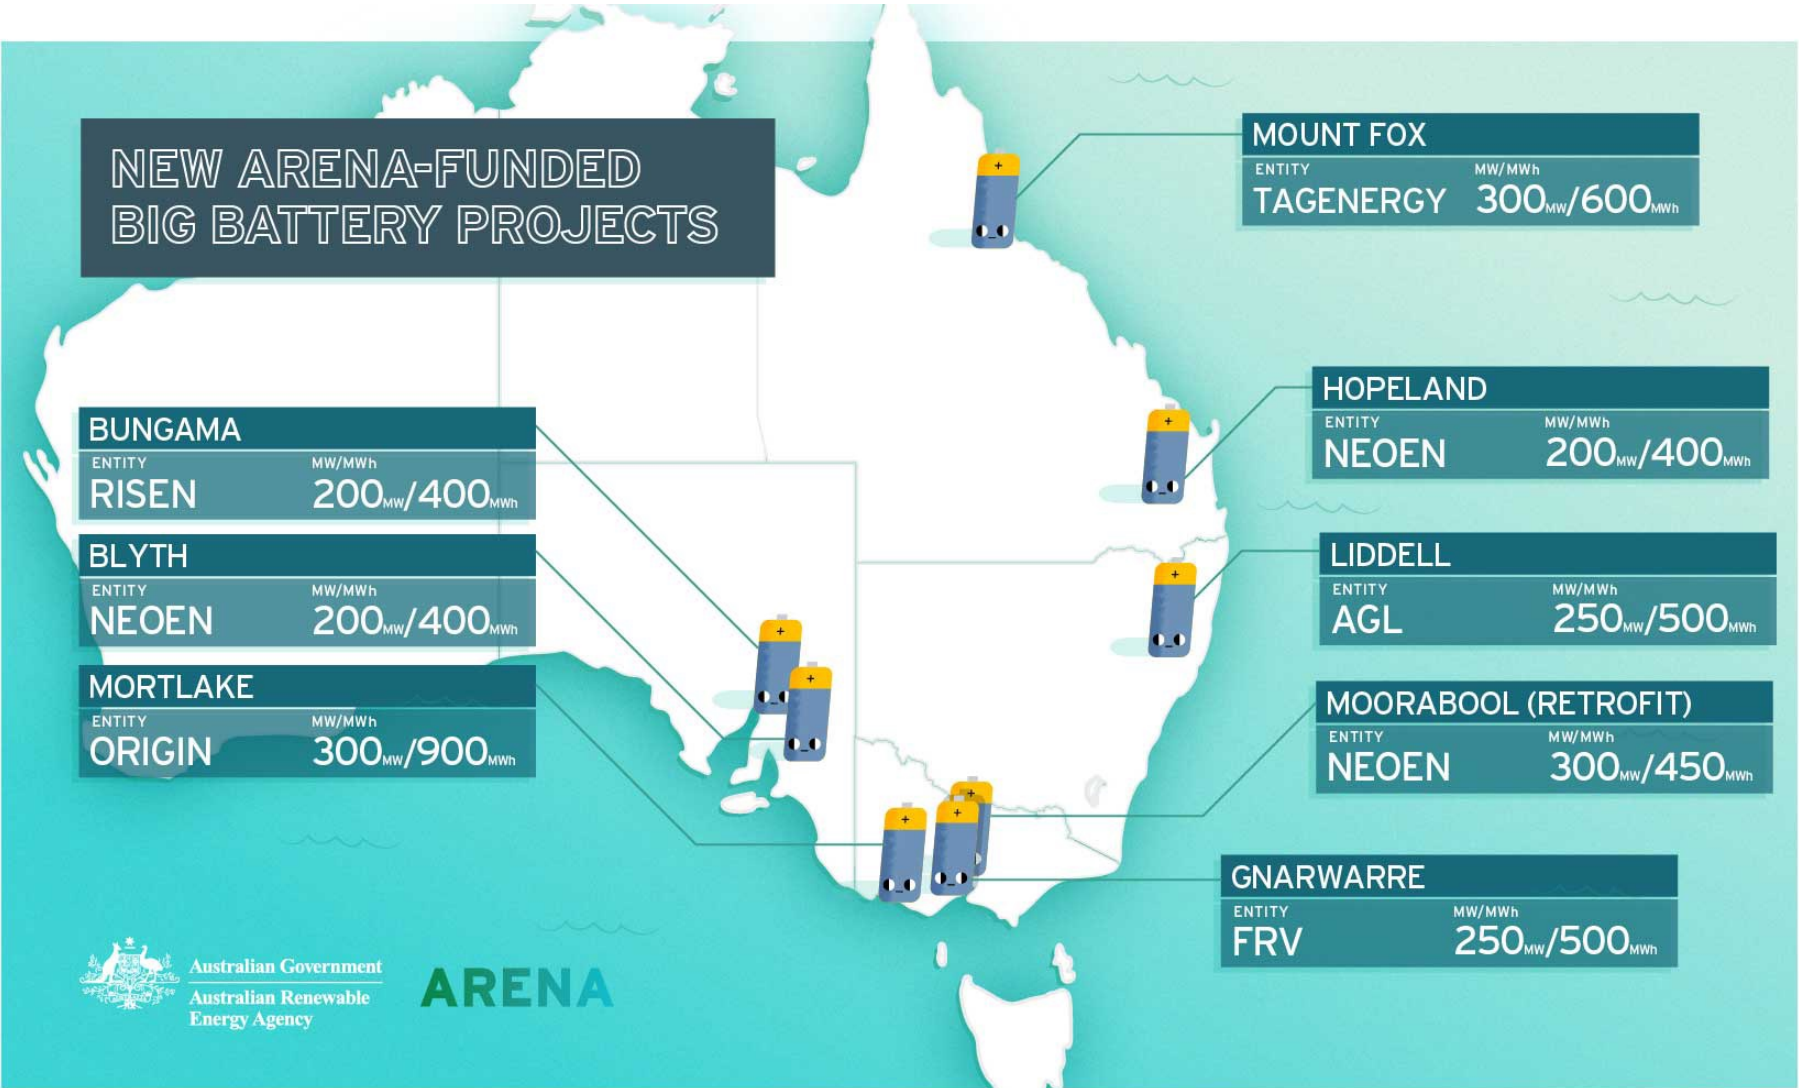 NEW ARENA-FUNDED
BIG BATTERY PROJECTS
MOUNT FOX
ENTITY MW/MWh
TAGENERGY 300MW/600MWh
HOPELAND
ENTITY MW/MWh
NEOEN 200MW/400MWh
BUNGAMA
ENTITY MW/MWh
RISEN 200MW/400MWh
BLYTH
ENTITY MW/MWh
NEOEN 200MW/400MWh
LIDDELL
ENTITY MW/MWh
AGL 250MW/500MWh
MORTLAKE
ENTITY MW/MWh
ORIGIN 300MW/900MWh
MOORABOOL (RETROFIT)
ENTITY MW/MWh
NEOEN 300MW/450MWh
GNARWARRE
ENTITY MW/MWh
FRV 250MW/500MWh
Australian Government
Australian Renewable
Energy Agency
ARENA